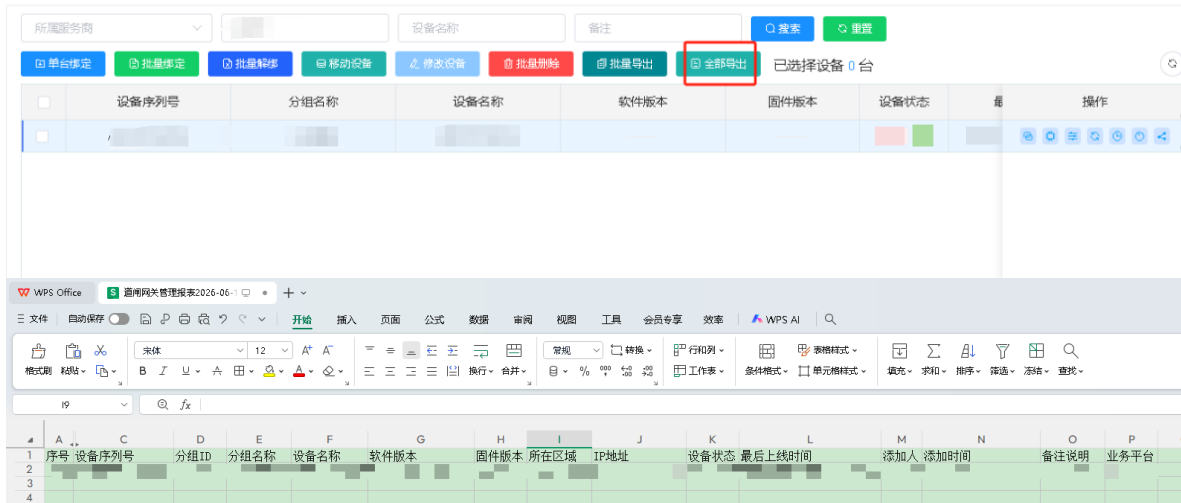 所属服务商 设备名称 备注 搜索 重置
单台绑定 批量绑定 批量解绑 移动设备 修改设备 批量删除 批量导出 全部导出 已选择设备 0 台
设备序列号 分组名称 设备名称 软件版本 固件版本 设备状态 最 操作
WPS Office S 道闸网关管理报表2026-06-1
文件 自动保存 开始 插入 页面 公式 数据 审阅 视图 工具 会员专享 效率 WPS AI
宋体 12 A+ A- 换行 常规 转换 行和列 表格样式
格式刷 粘贴 B I U A 合并 % 工作表 条件格式 单元格样式 填充 求和 排序 筛选 冻结 查找
I9 fx
A C D E F G H I J K L M N O P
1 序号 设备序列号 分组ID 分组名称 设备名称 软件版本 固件版本 所在区域 IP地址 设备状态 最后上线时间 添加人 添加时间 备注说明 业务平台
2
3
4